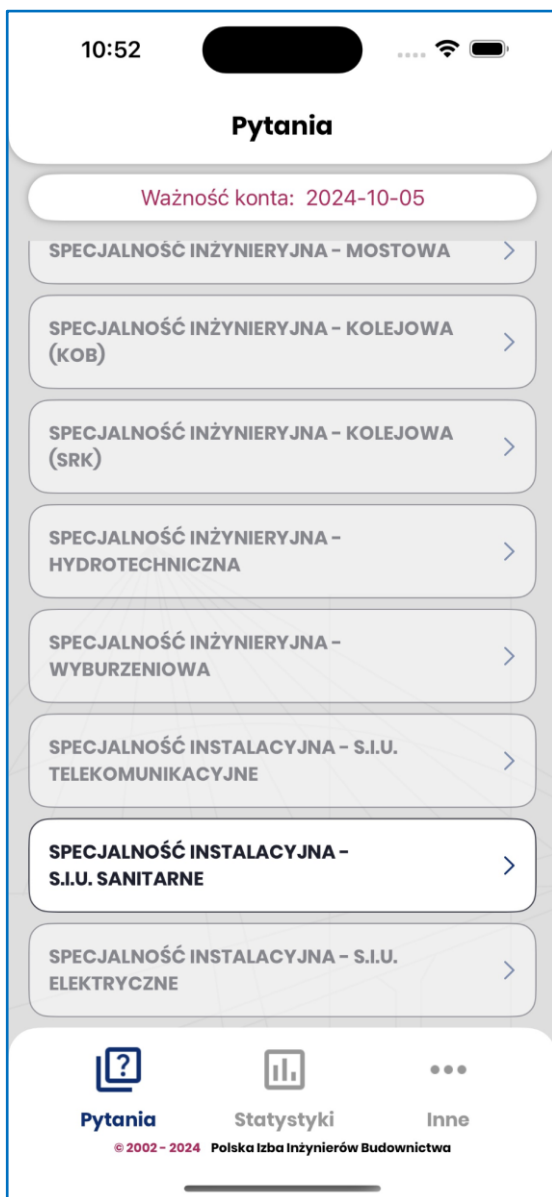 10:52
Pytania
Ważność konta: 2024-10-05
SPECJALNOŚĆ INŻYNIERYJNA - MOSTOWA
SPECJALNOŚĆ INŻYNIERYJNA - KOLEJOWA
(KOB)
SPECJALNOŚĆ INŻYNIERYJNA - KOLEJOWA
(SRK)
SPECJALNOŚĆ INŻYNIERYJNA -
HYDROTECHNICZNA
SPECJALNOŚĆ INŻYNIERYJNA -
WYBURZENIOWA
SPECJALNOŚĆ INSTALACYJNA - S.I.U.
TELEKOMUNIKACYJNE
SPECJALNOŚĆ INSTALACYJNA -
S.I.U. SANITARNE
SPECJALNOŚĆ INSTALACYJNA - S.I.U.
ELEKTRYCZNE
Pytania Statystyki Inne
© 2002 - 2024 Polska Izba Inżynierów Budownictwa